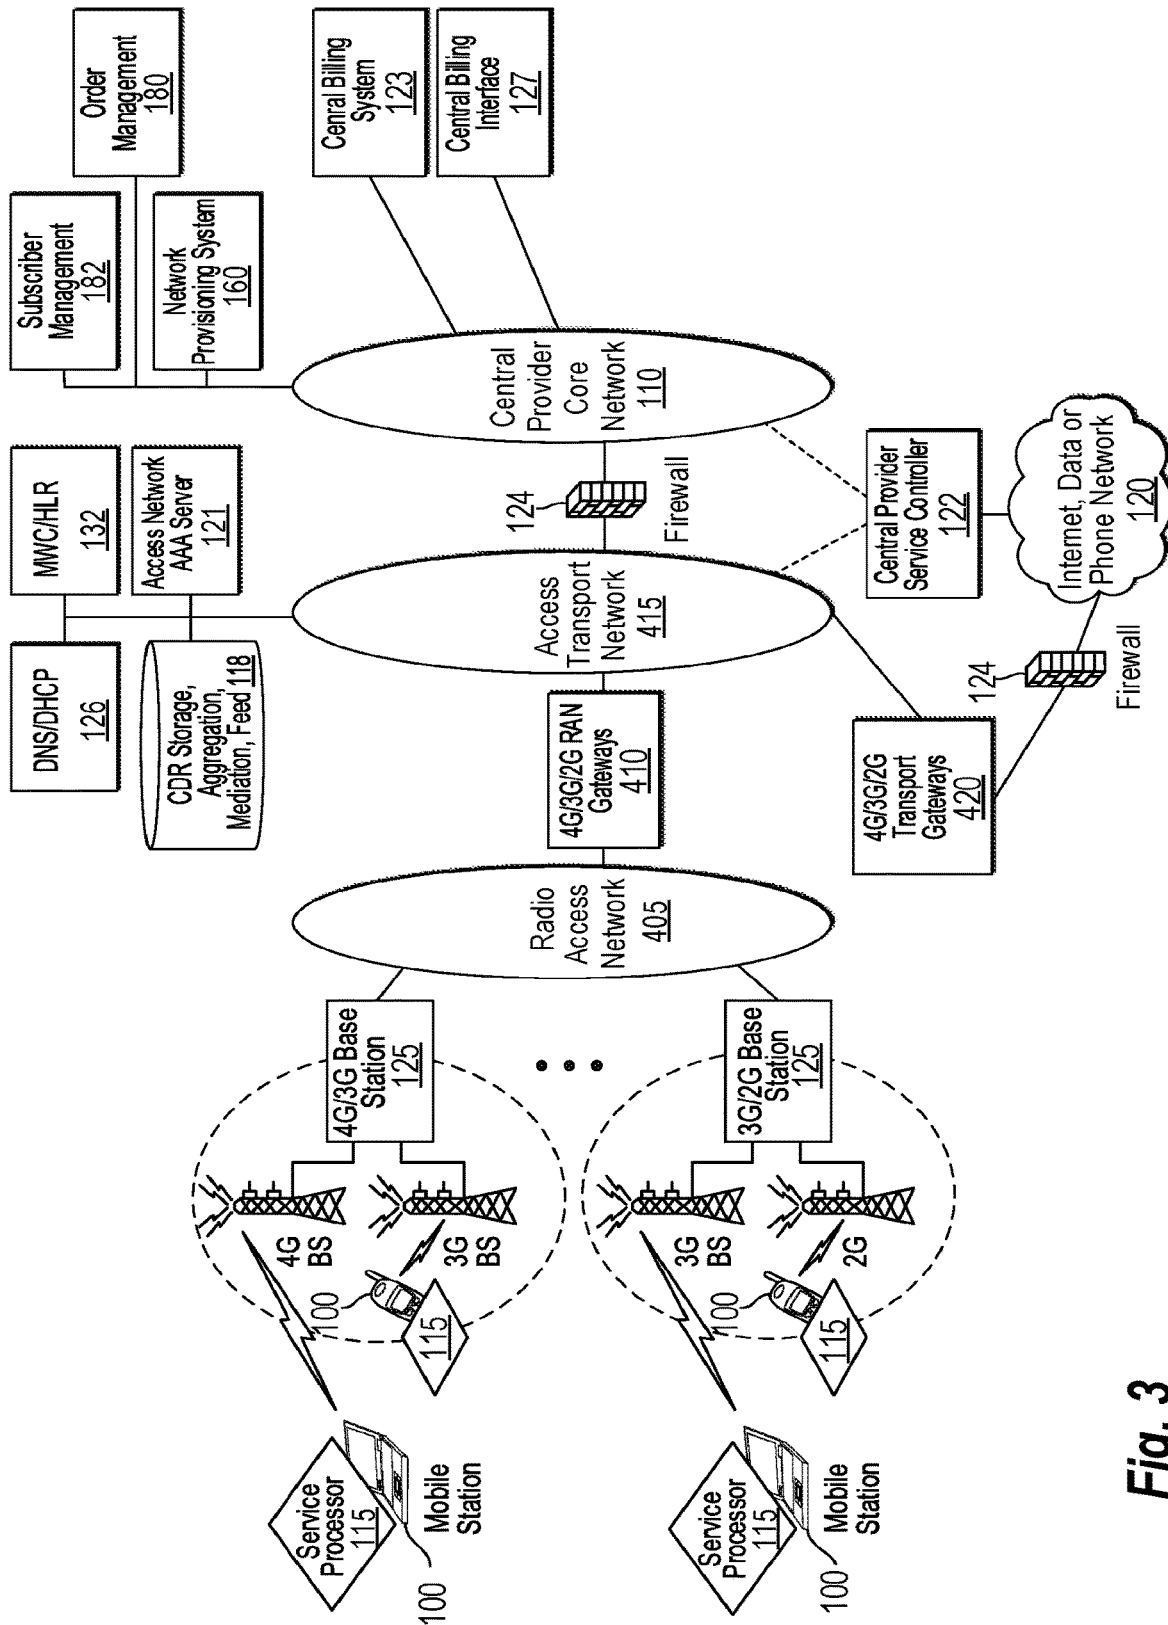 Subscriber
Management
182
Order
Management
180
Network
Provisioning System
160
Cenral Billing
System
123
Central Billing
Interface
127
DNS/DHCP
126
MWC/HLR
132
CDR Storage,
Aggregation,
Mediation, Feed 118
Access Network
AAA Server
121
Service
Processor
115
100
Mobile
Station
4G
BS
3G
BS
100
115
4G/3G Base
Station
125
Service
Processor
115
100
Mobile
Station
3G
BS
2G
100
115
3G/2G Base
Station
125
Radio
Access
Network
405
4G/3G/2G RAN
Gateways
410
Access
Transport
Network
415
124
Firewall
Central
Provider
Core
Network
110
4G/3G/2G
Transport
Gateways
420
124
Firewall
Central Provider
Service Controller
122
Internet, Data or
Phone Network
120
Fig. 3